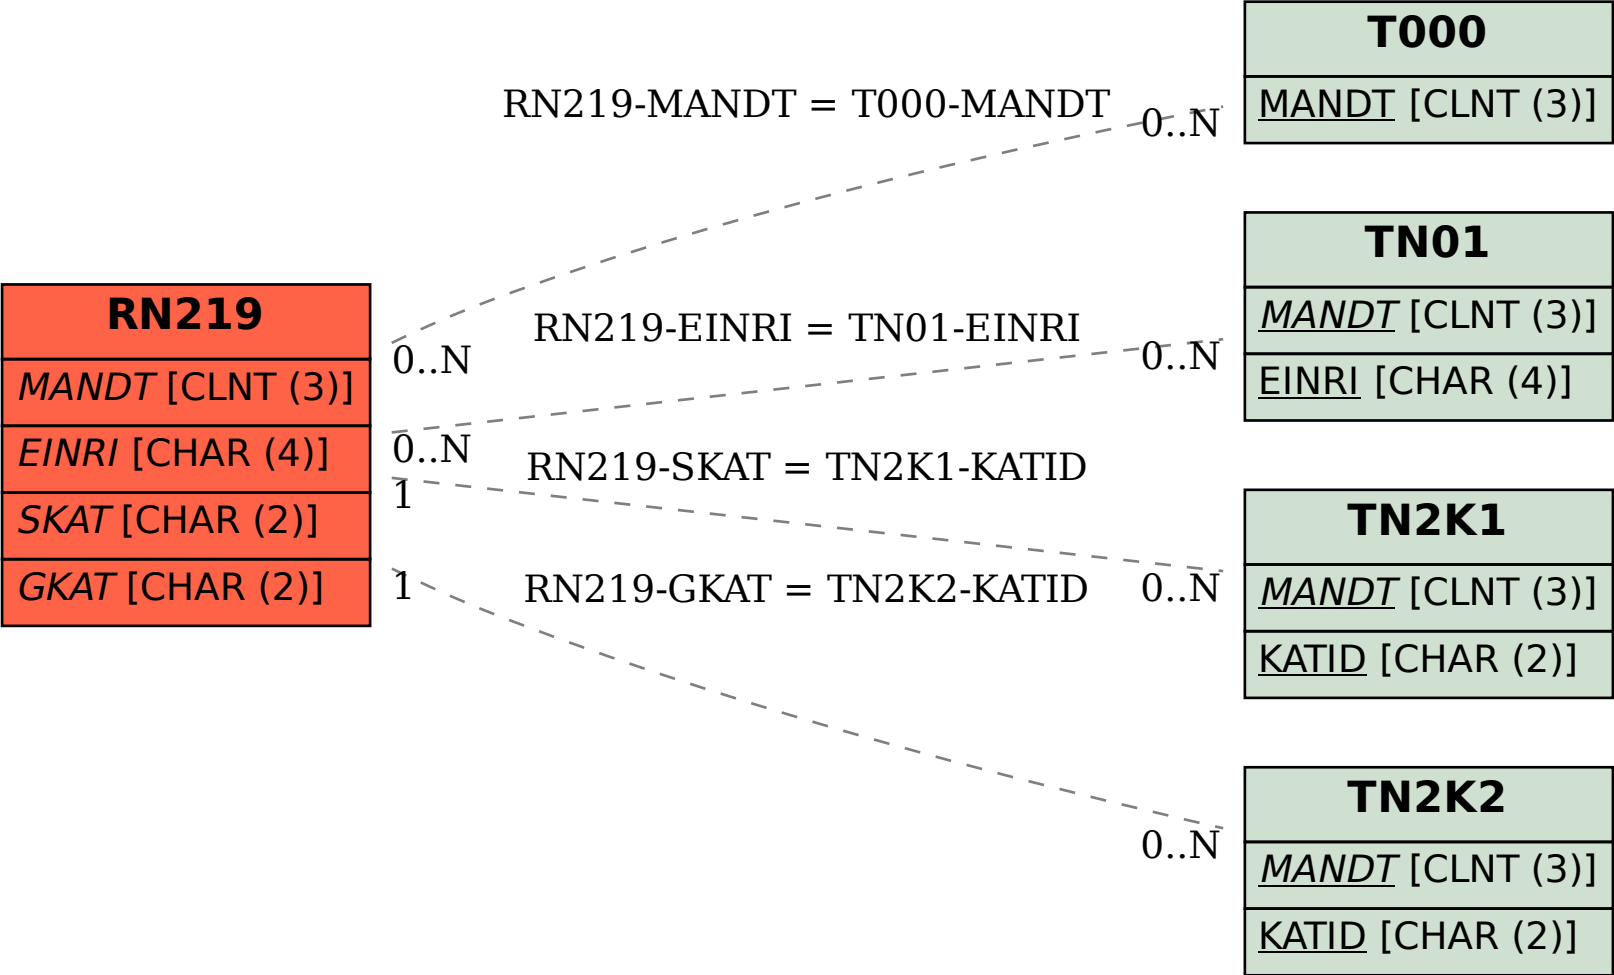 RN219
MANDT [CLNT (3)]
EINRI [CHAR (4)]
SKAT [CHAR (2)]
GKAT [CHAR (2)]
RN219-MANDT = T000-MANDT
0..N
0..N
RN219-EINRI = TN01-EINRI
0..N
0..N
RN219-SKAT = TN2K1-KATID
1
0..N
RN219-GKAT = TN2K2-KATID
1
0..N
T000
MANDT [CLNT (3)]
TN01
MANDT [CLNT (3)]
EINRI [CHAR (4)]
TN2K1
MANDT [CLNT (3)]
KATID [CHAR (2)]
TN2K2
MANDT [CLNT (3)]
KATID [CHAR (2)]